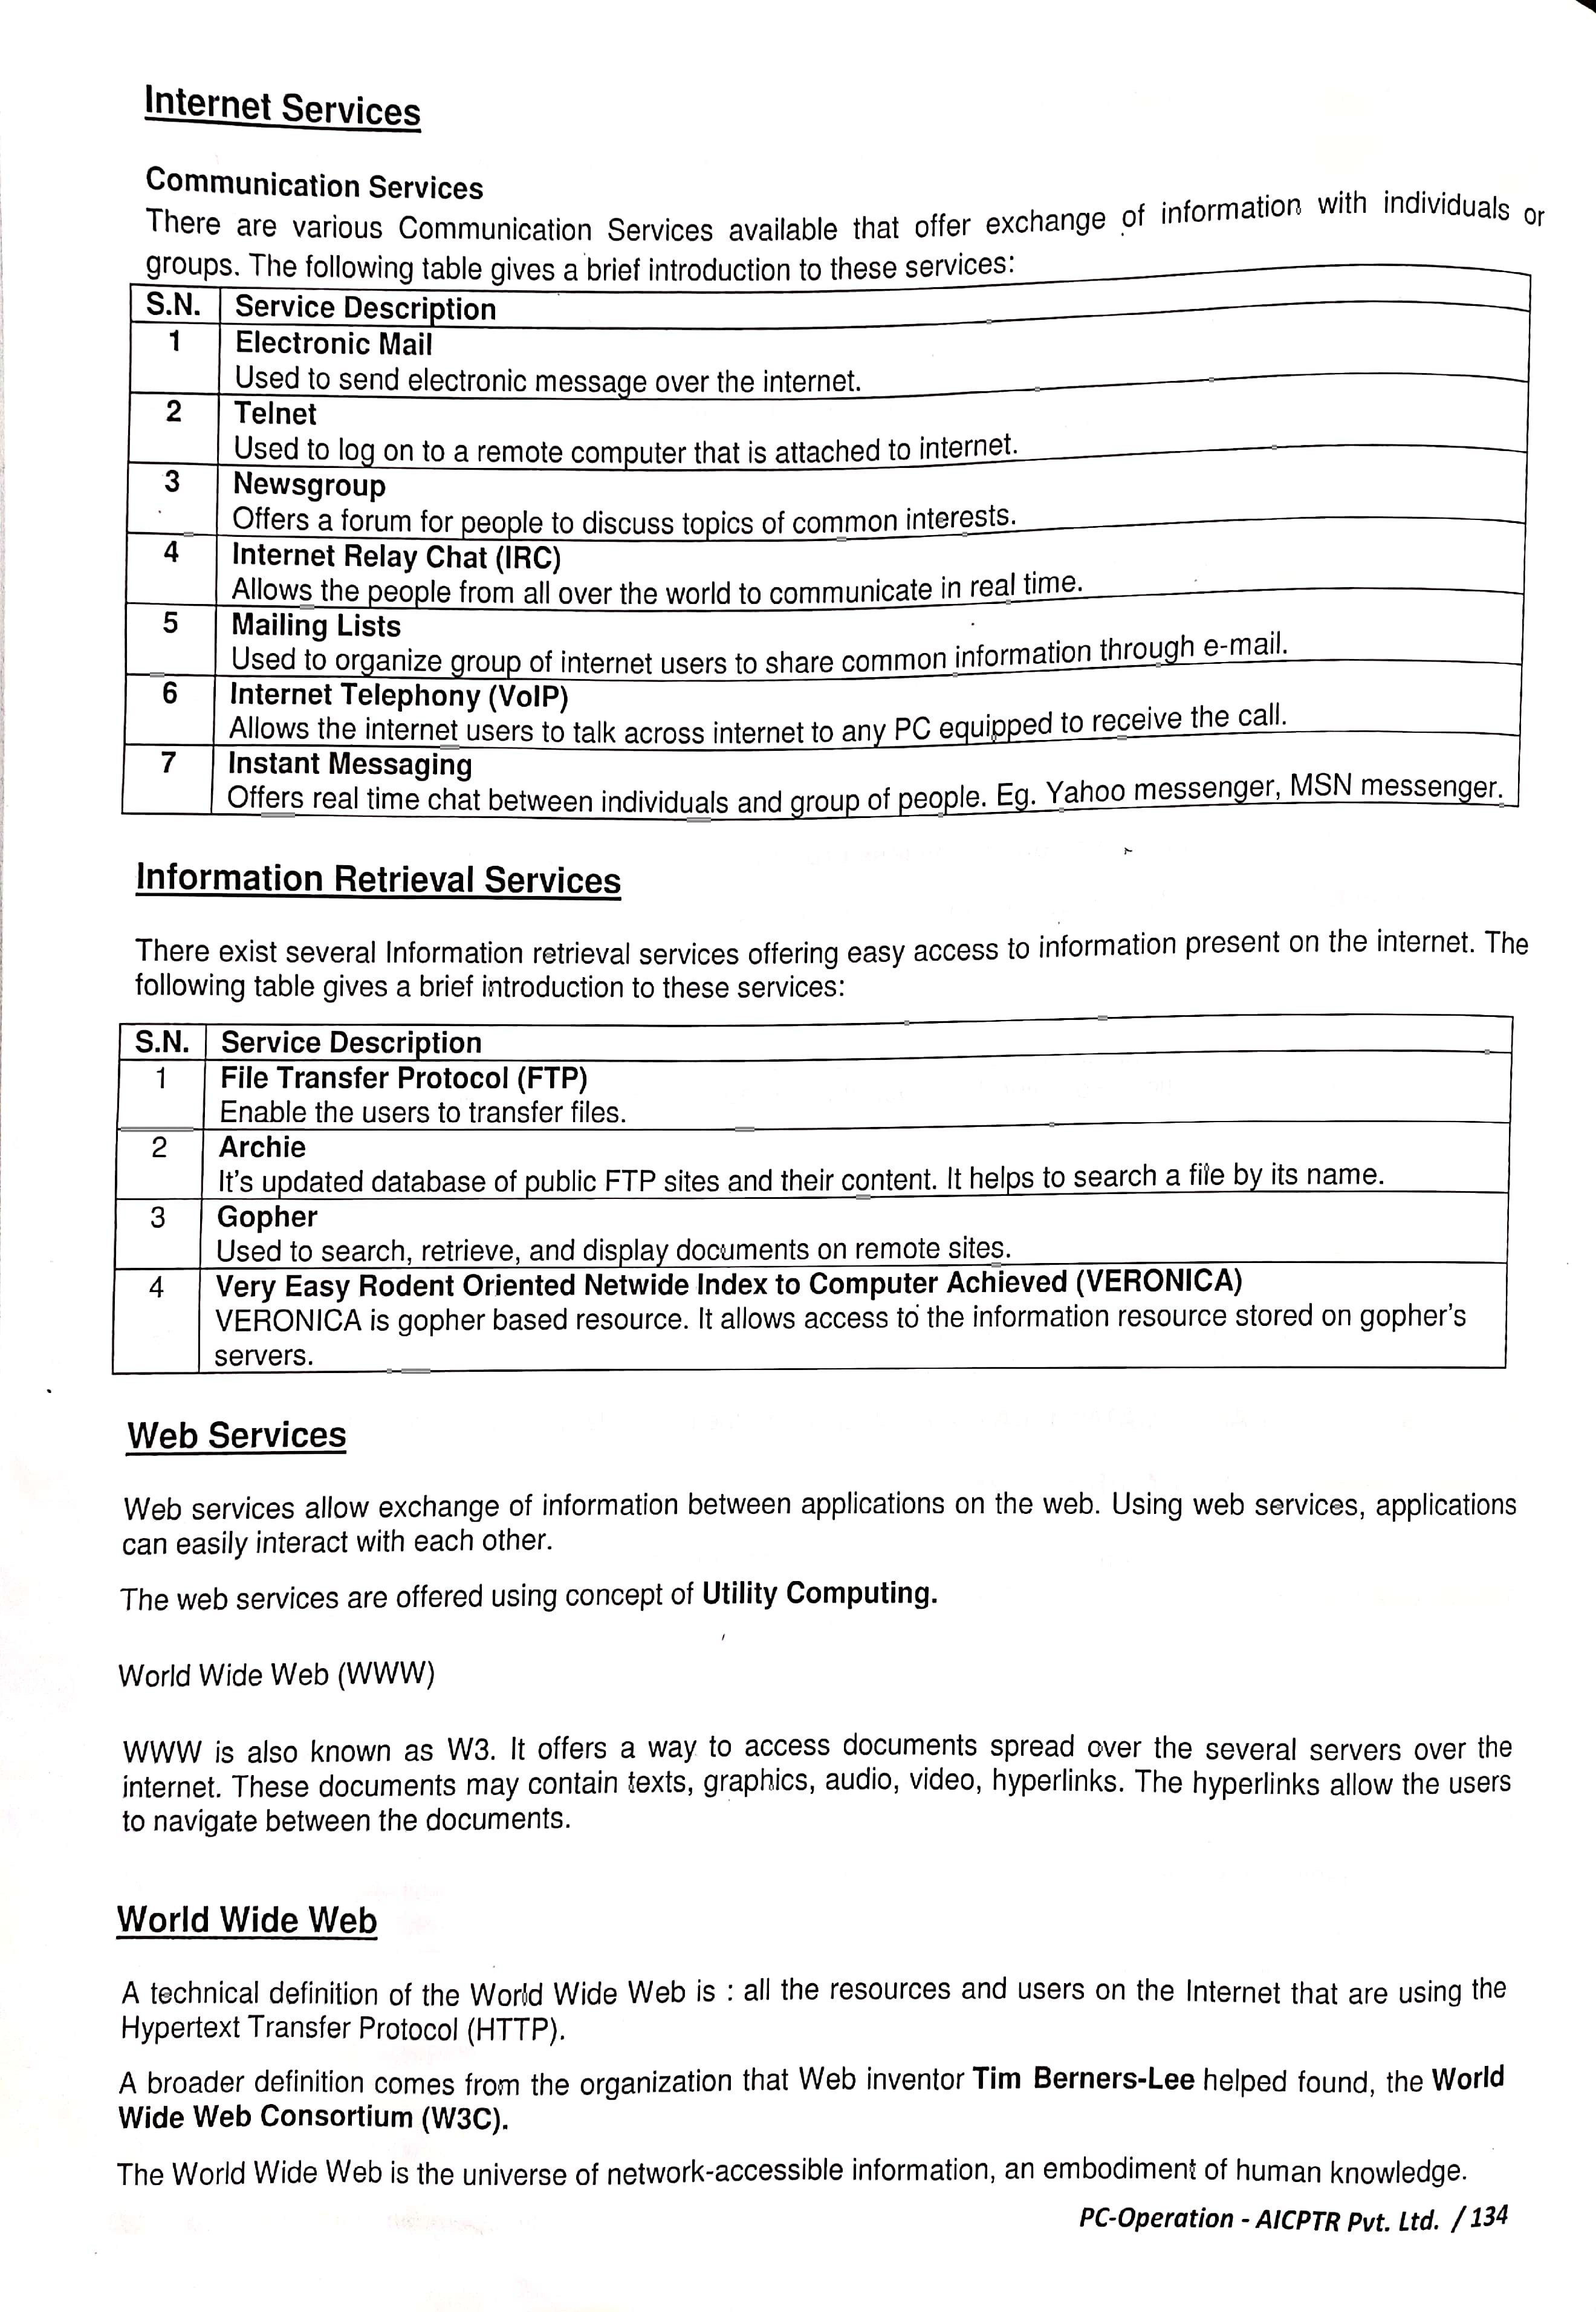 Internet Services
Communication Services
There are various Communication Services available that offer exchange of information with individuals or
groups. The following table gives a brief introduction to these services:
S.N. Service Description
1 Electronic Mail
Used to send electronic message over the internet.
2 Telnet
Used to log on to a remote computer that is attached to internet.
3 Newsgroup
Offers a forum for people to discuss topics of common interests.
4 Internet Relay Chat (IRC)
Allows the people from all over the world to communicate in real time.
5 Mailing Lists
Used to organize group of internet users to share common information through e-mail.
6 Internet Telephony (VoIP)
Allows the internet users to talk across internet to any PC equipped to receive the call.
7 Instant Messaging
Offers real time chat between individuals and group of people. Eg. Yahoo messenger, MSN messenger.
Information Retrieval Services
There exist several Information retrieval services offering easy access to information present on the internet. The
following table gives a brief introduction to these services:
S.N. Service Description
1 File Transfer Protocol (FTP)
Enable the users to transfer files.
2 Archie
It's updated database of public FTP sites and their content. It helps to search a file by its name.
3 Gopher
Used to search, retrieve, and display documents on remote sites.
4 Very Easy Rodent Oriented Netwide Index to Computer Achieved (VERONICA)
VERONICA is gopher based resource. It allows access to the information resource stored on gopher's
servers.
Web Services
Web services allow exchange of information between applications on the web. Using web services, applications
can easily interact with each other.
The web services are offered using concept of Utility Computing.
World Wide Web (WWW)
WWW is also known as W3. It offers a way to access documents spread over the several servers over the
internet. These documents may contain texts, graphics, audio, video, hyperlinks. The hyperlinks allow the users
to navigate between the documents.
World Wide Web
A technical definition of the World Wide Web is : all the resources and users on the Internet that are using the
Hypertext Transfer Protocol (HTTP).
A broader definition comes from the organization that Web inventor Tim Berners-Lee helped found, the World
Wide Web Consortium (W3C).
The World Wide Web is the universe of network-accessible information, an embodiment of human knowledge.
PC-Operation - AICPTR Pvt. Ltd. / 134